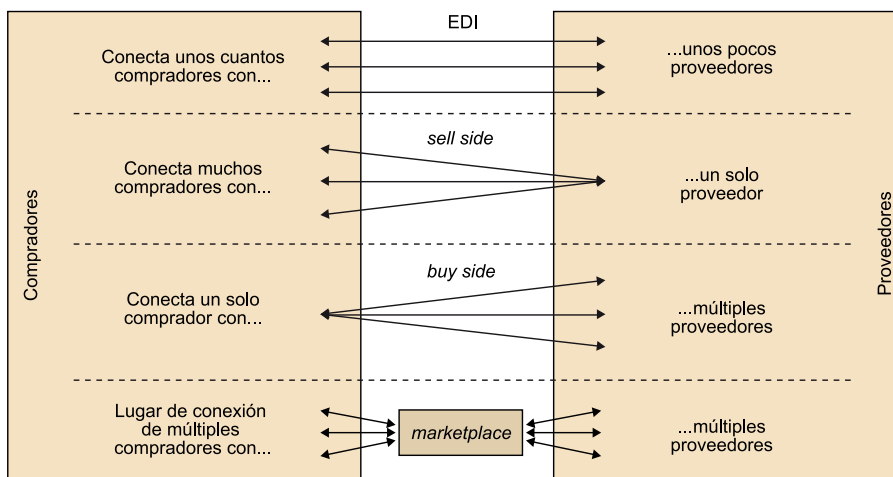 EDI
Conecta unos cuantos
compradores con...
...unos pocos
proveedores
sell side
Conecta muchos
compradores con...
...un solo
proveedor
Compradores
Proveedores
buy side
Conecta un solo
comprador con...
...múltiples
proveedores
Lugar de conexión
de múltiples
compradores con...
marketplace
...múltiples
proveedores